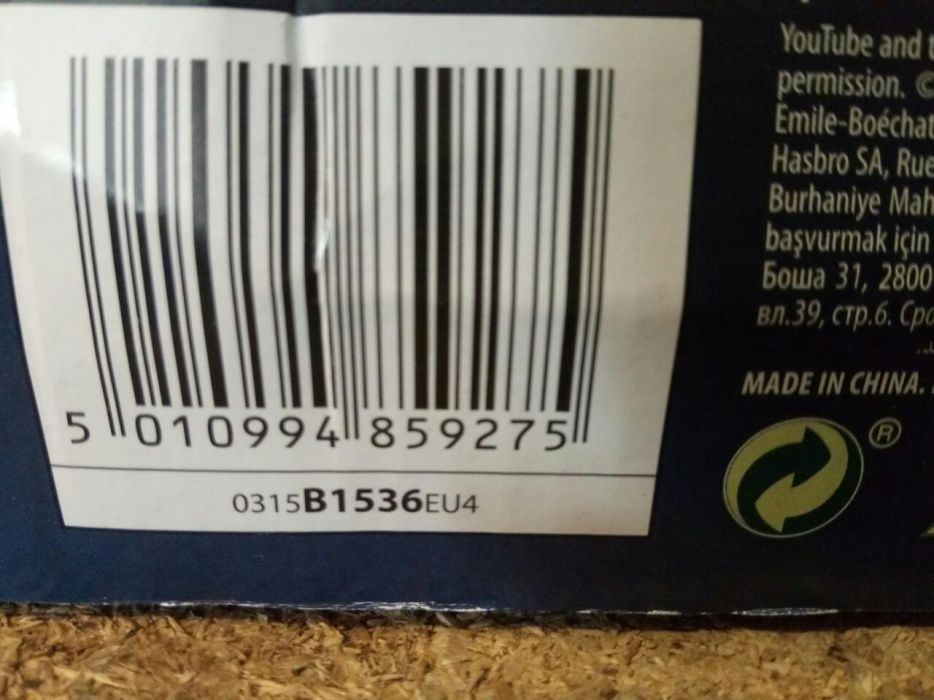 5 010994 859275
0315B1536EU4
YouTube and
permission. ©
Emile-Boéchat
Hasbro SA, Rue
Burhaniye Mah
başvurmak için
Боша 31, 2800
вл.39, стр.6.
MADE IN CHINA.
®